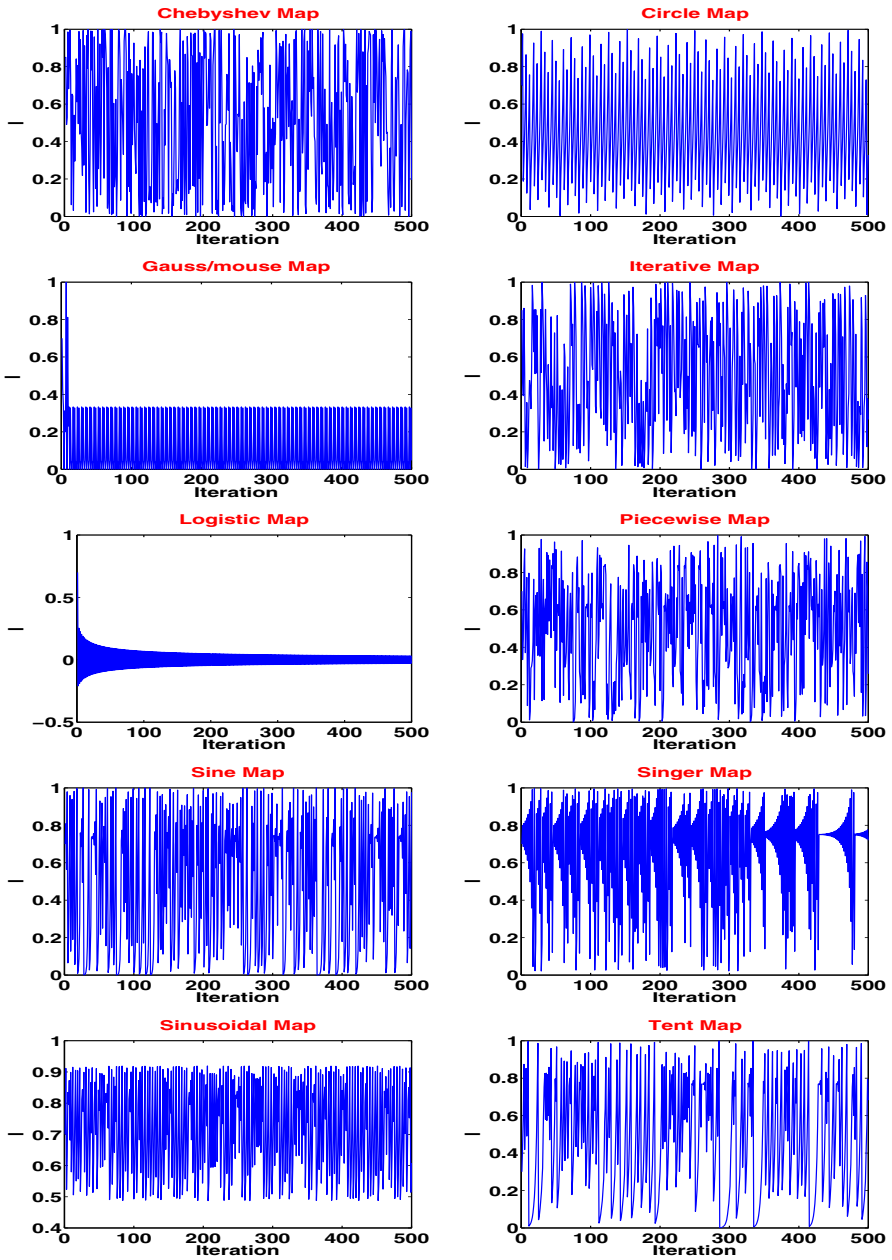 Chebyshev Map
1
0.8
0.6
0.4
0.2
0
0 100 200 300 400 500
Iteration
I
Circle Map
1
0.8
0.6
0.4
0.2
0
0 100 200 300 400 500
Iteration
I
Gauss/mouse Map
1
0.8
0.6
0.4
0.2
0
0 100 200 300 400 500
Iteration
I
Iterative Map
1
0.8
0.6
0.4
0.2
0
0 100 200 300 400 500
Iteration
I
Logistic Map
1
0.5
0
−0.5
0 100 200 300 400 500
Iteration
I
Piecewise Map
1
0.8
0.6
0.4
0.2
0
0 100 200 300 400 500
Iteration
I
Sine Map
1
0.8
0.6
0.4
0.2
0
0 100 200 300 400 500
Iteration
I
Singer Map
1
0.8
0.6
0.4
0.2
0
0 100 200 300 400 500
Iteration
I
Sinusoidal Map
1
0.9
0.8
0.7
0.6
0.5
0.4
0 100 200 300 400 500
Iteration
I
Tent Map
1
0.8
0.6
0.4
0.2
0
0 100 200 300 400 500
Iteration
I